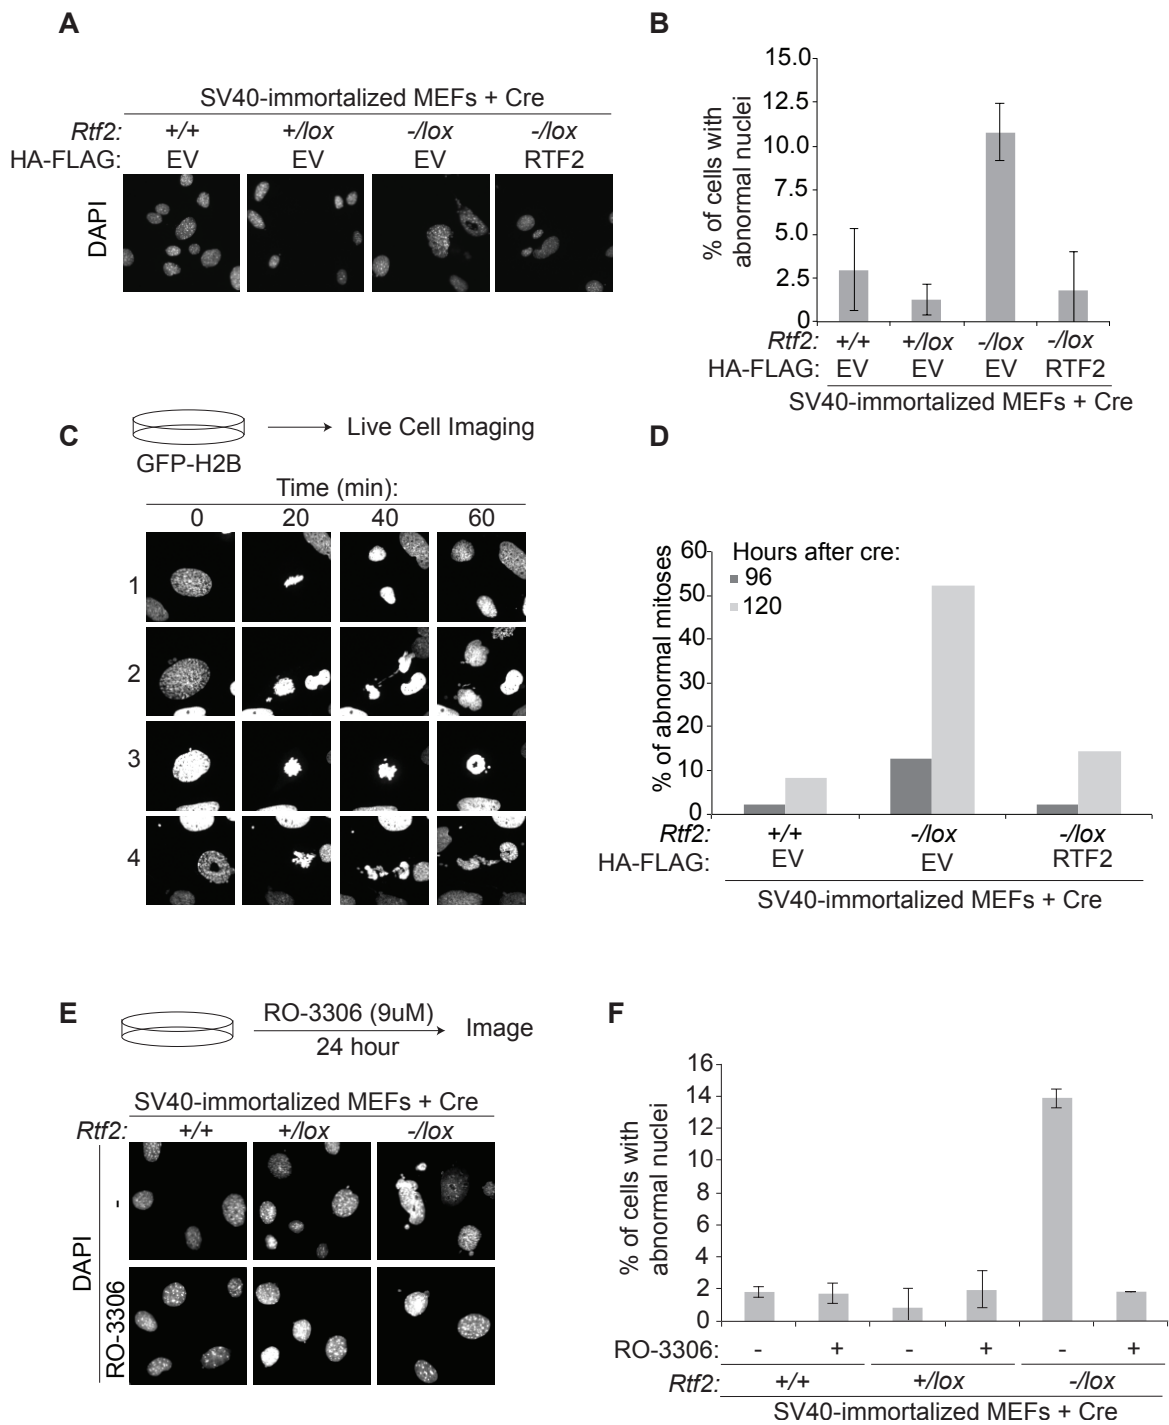 A
SV40-immortalized MEFs + Cre
Rtf2: +/+ +/lox -/lox -/lox
HA-FLAG: EV EV EV RTF2
DAPI
B
% of cells with
abnormal nuclei
15.0
12.5
10.0
7.5
5.0
2.5
0
Rtf2: +/+ +/lox -/lox -/lox
HA-FLAG: EV EV EV RTF2
SV40-immortalized MEFs + Cre
C
GFP-H2B
Live Cell Imaging
Time (min):
0 20 40 60
1
2
3
4
D
% of abnormal mitoses
60
50
40
30
20
10
0
Hours after cre:
96
120
Rtf2: +/+ -/lox -/lox
HA-FLAG: EV EV RTF2
SV40-immortalized MEFs + Cre
E
RO-3306 (9uM)
24 hour
Image
SV40-immortalized MEFs + Cre
Rtf2: +/+ +/lox -/lox
DAPI
-
RO-3306
F
% of cells with
abnormal nuclei
16
14
12
10
8
6
4
2
0
RO-3306: - + - + - +
Rtf2: +/+ +/lox -/lox
SV40-immortalized MEFs + Cre